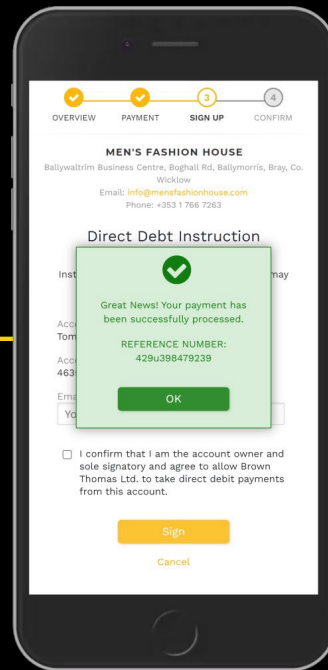 3
4
OVERVIEW PAYMENT SIGN UP CONFIRM
MEN'S FASHION HOUSE
Ballywaltrim Business Centre, Boghall Rd, Ballymorris, Bray, Co.
Wicklow
Email: info@mensfashionhouse.com
Phone: +353 1 766 7263
Direct Debt Instruction
may
Great News! Your payment has
been successfully processed.
REFERENCE NUMBER:
429u398479239
OK
I confirm that I am the account owner and
sole signatory and agree to allow Brown
Thomas Ltd. to take direct debit payments
from this account.
Sign
Cancel